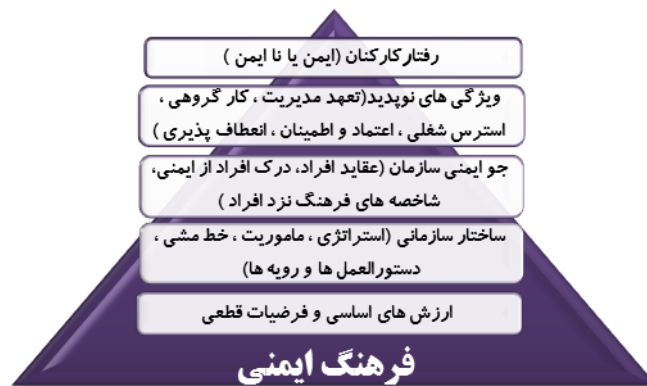 رفتار کارکنان (ایمن یا نا ایمن )
ویژگی های نوپدید(تعهد مدیریت ، کار گروهی ،
استرس شغلی ، اعتماد و اطمینان ، انعطاف پذیری )
جو ایمنی سازمان (عقاید افراد، درک افراد از ایمنی،
شاخصه های فرهنگ نزد افراد )
ساختار سازمانی (استراتژی ، ماموریت ، خط مشی ،
دستورالعمل ها و رویه ها)
ارزش های اساسی و فرضیات قطعی
فرهنگ ایمنی